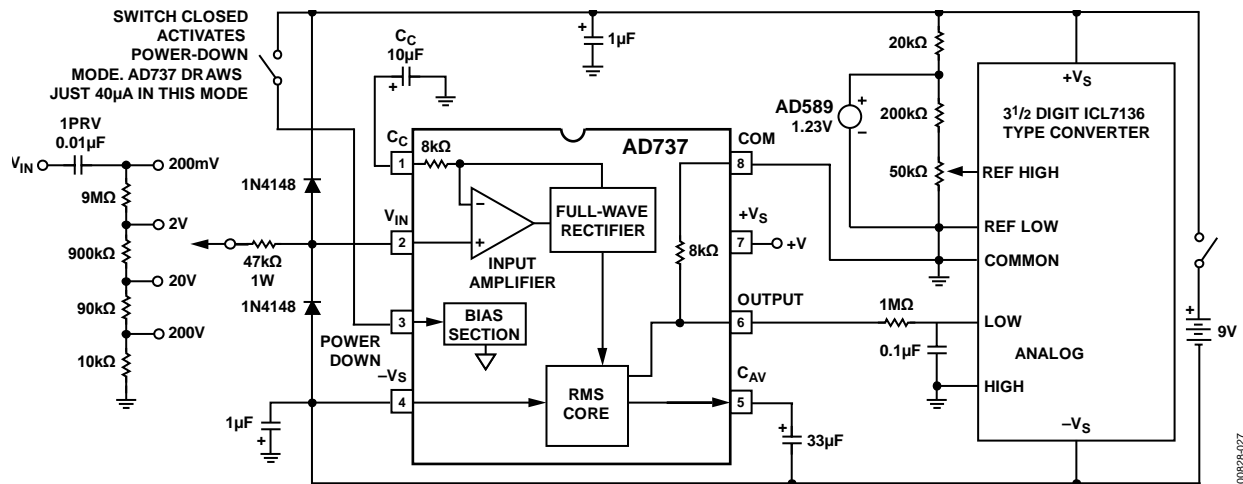 SWITCH CLOSED
ACTIVATES
POWER-DOWN
MODE. AD737 DRAWS
JUST 40µA IN THIS MODE
1PRV
0.01µF
VIN
200mV
9MΩ
2V
900kΩ
20V
90kΩ
200V
10kΩ
1N4148
47kΩ
1W
1N4148
1µF
+
CC
10µF
+
1µF
+
AD737
CC
8kΩ
1
VIN
2
−
+
INPUT
AMPLIFIER
FULL-WAVE
RECTIFIER
3
POWER
DOWN
BIAS
SECTION
−VS
4
RMS
CORE
COM
8
8kΩ
+VS
7
+V
OUTPUT
6
CAV
5
+
33µF
20kΩ
AD589
1.23V
+
−
200kΩ
50kΩ
1MΩ
0.1µF
+VS
3 1/2 DIGIT ICL7136
TYPE CONVERTER
REF HIGH
REF LOW
COMMON
LOW
ANALOG
HIGH
−VS
+
9V
00828-027